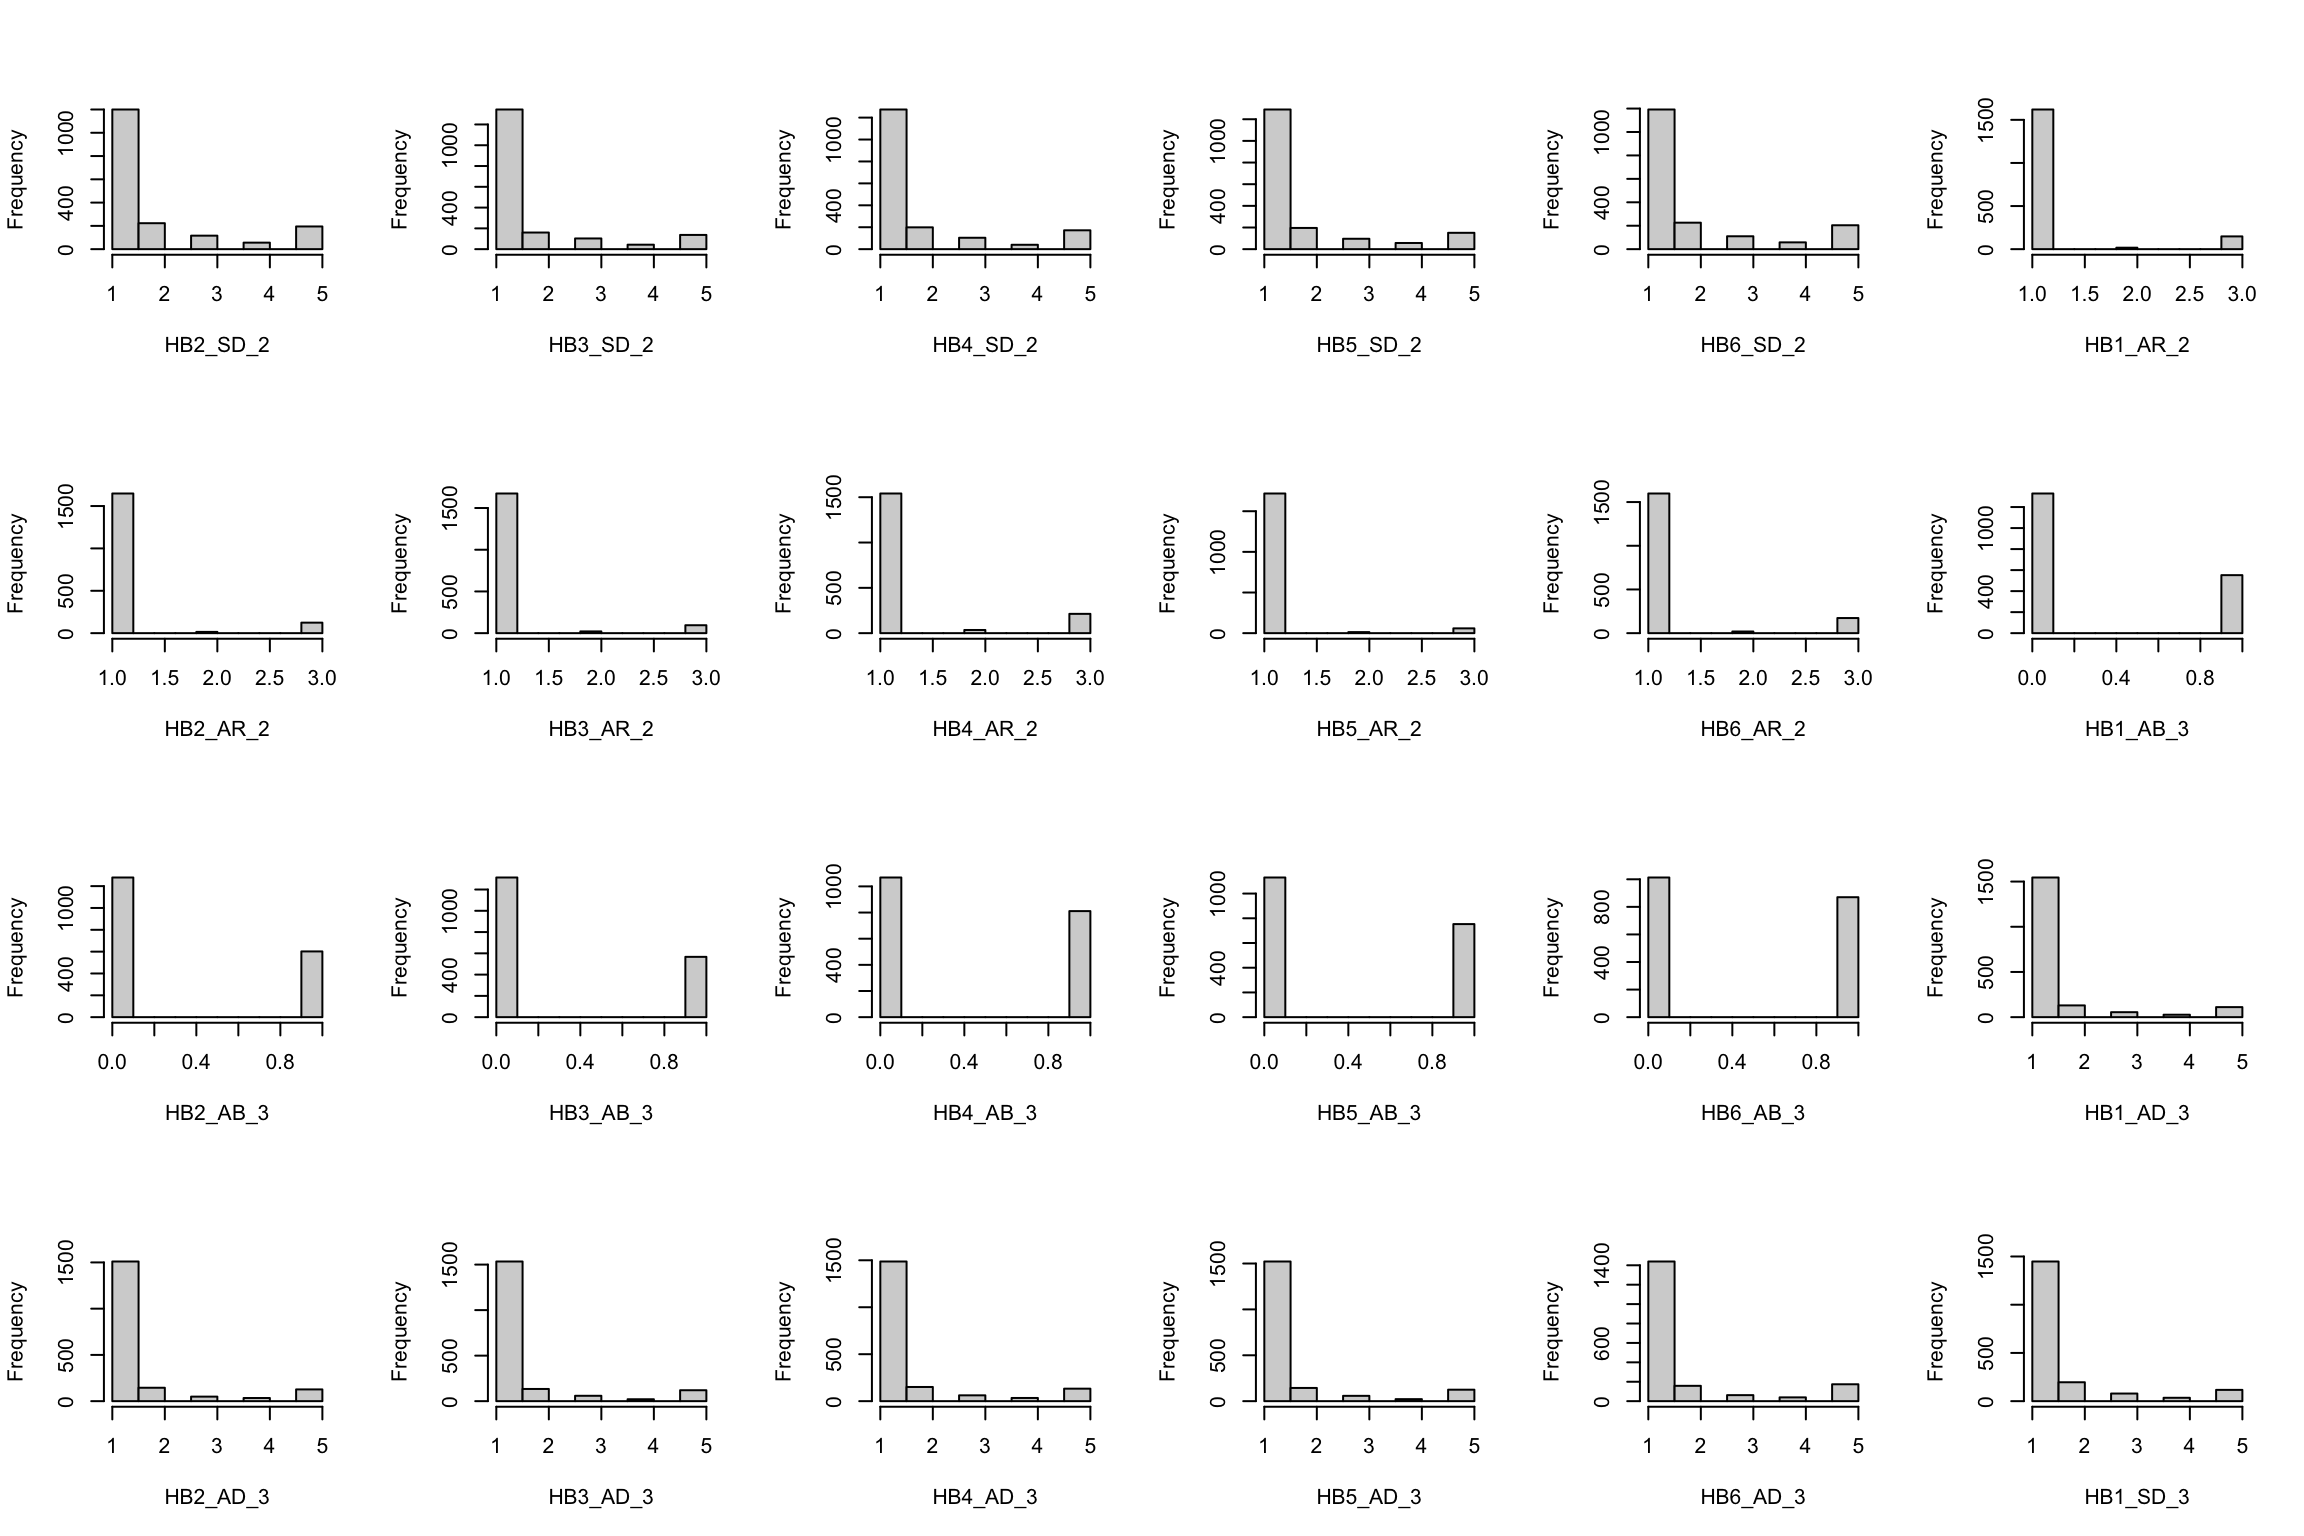 Frequency
0 400 1000
1 2 3 4 5
HB2_SD_2
Frequency
0 400 1000
1 2 3 4 5
HB3_SD_2
Frequency
0 400 1000
1 2 3 4 5
HB4_SD_2
Frequency
0 400 1000
1 2 3 4 5
HB5_SD_2
Frequency
0 400 1000
1 2 3 4 5
HB6_SD_2
Frequency
0 500 1500
1.0 1.5 2.0 2.5 3.0
HB1_AR_2
Frequency
0 500 1500
1.0 1.5 2.0 2.5 3.0
HB2_AR_2
Frequency
0 500 1500
1.0 1.5 2.0 2.5 3.0
HB3_AR_2
Frequency
0 500 1500
1.0 1.5 2.0 2.5 3.0
HB4_AR_2
Frequency
0 1000
1.0 1.5 2.0 2.5 3.0
HB5_AR_2
Frequency
0 500 1500
1.0 1.5 2.0 2.5 3.0
HB6_AR_2
Frequency
0 400 1000
0.0 0.4 0.8
HB1_AB_3
Frequency
0 400 1000
0.0 0.4 0.8
HB2_AB_3
Frequency
0 400 1000
0.0 0.4 0.8
HB3_AB_3
Frequency
0 400 1000
0.0 0.4 0.8
HB4_AB_3
Frequency
0 400 1000
0.0 0.4 0.8
HB5_AB_3
Frequency
0 400 800
0.0 0.4 0.8
HB6_AB_3
Frequency
0 500 1500
1 2 3 4 5
HB1_AD_3
Frequency
0 500 1500
1 2 3 4 5
HB2_AD_3
Frequency
0 500 1500
1 2 3 4 5
HB3_AD_3
Frequency
0 500 1500
1 2 3 4 5
HB4_AD_3
Frequency
0 500 1500
1 2 3 4 5
HB5_AD_3
Frequency
0 600 1400
1 2 3 4 5
HB6_AD_3
Frequency
0 500 1500
1 2 3 4 5
HB1_SD_3